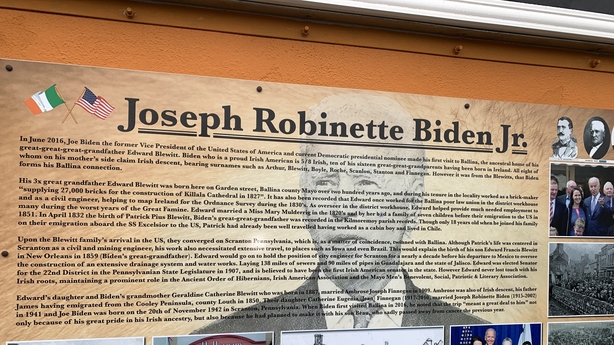 Joseph Robinette Biden Jr.
In June 2016, Joe Biden the former Vice President of the United States of America and current Democratic presidential nominee made his first visit to Ballina, the ancestral home of his
great-great-great-grandfather Edward Blewitt. Biden who is a proud Irish American is 5/8 Irish, ten of his sixteen great-great-grandparents having been born in Ireland. All eight of
whom on his mother's side claim Irish descent, bearing surnames such as Arthur, Blewitt, Boyle, Roche, Scanlon, Stanton and Finnegan. However it was from the Blewitts, that Biden
forms his Ballina connection.
His 3x great grandfather Edward Blewitt was born on Garden street, Ballina county Mayo over two hundred years ago, and during his tenure in the locality worked as a brick-maker
"supplying 27,000 bricks for the construction of Killala Cathedral in 1827". It has also been recorded that Edward once worked for the Ballina poor law union in the district workhouse
and as a civil engineer, helping to map Ireland for the Ordnance Survey during the 1830's. As overseer in the district workhouse, Edward helped provide much needed employment to
many during the worst years of the Great Famine. Edward married a Miss Mary Mulderrig in the 1820's and by her had a family of seven children before their emigration to the US in
1851. In April 1832 the birth of Patrick Pius Blewitt, Biden's great-great-grandfather was recorded in the Kilmoremoy parish records. Though only 18 years old when he joined his family
on their emigration aboard the SS Excelsior to the US, Patrick had already been well travelled having worked as a cabin boy and lived in Chile.
Upon the Blewitt family's arrival in the US, they converged on Scranton Pennsylvania, which is as a matter of coincidence, twinned with Ballina. Although Patrick's life was centered in
Scranton as a civil and mining engineer, his work also necessitated extensive travel, to places such as Iowa and even Brazil. This would explain the birth of his son Edward Francis Blewitt
in New Orleans in 1859 (Biden's great-grandfather). Edward would go on to hold the position of city engineer for Scranton for nearly a decade before his departure to Mexico to oversee
the construction of an extensive drainage system and water works. Laying 138 miles of sewers and 90 miles of pipes in Guadalajara and the state of Jalisco. Edward was elected Senator
for the 22nd District in the Pennsylvanian State Legislature in 1907, and is believed to have been the first Irish American senator in the state. However Edward never lost touch with his
Irish roots, maintaining a prominent role in the Ancient Order of Hibernians, Irish American Association and the Mayo Men's Benevolent, Social, Patriotic & Literary Association.
Edward's daughter and Biden's grandmother Geraldine Catherine Blewitt who was born in 1887, married Ambrose Joseph Finnegan in 1909. Ambrose was also of Irish descent, his father
James having emigrated from the Cooley Peninsula, county Louth in 1850. Their daughter Catherine Eugenia (Jean) Finnegan (1917-2010), married Joseph Robinette Biden (1915-2002)
in 1941 and Joe Biden was born on the 20th of November 1942 in Scranton, Pennsylvania. When Biden first visited Ballina in 2016, he noted that the trip "meant a great deal to him" not
only because of his great pride in his Irish ancestry, but also because he had planned to make it with his son Beau, who sadly passed away from cancer the previous year.